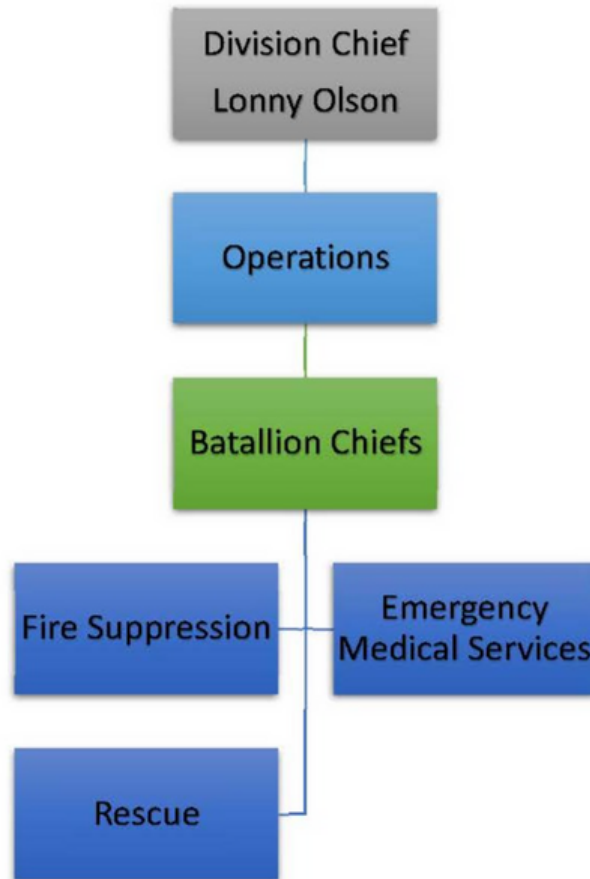 Division Chief
Lonny Olson
Operations
Batallion Chiefs
Fire Suppression
Emergency
Medical Services
Rescue